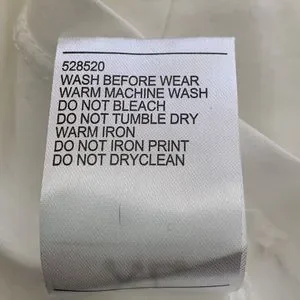 528520
WASH BEFORE WEAR
WARM MACHINE WASH
DO NOT BLEACH
DO NOT TUMBLE DRY
WARM IRON
DO NOT IRON PRINT
DO NOT DRYCLEAN